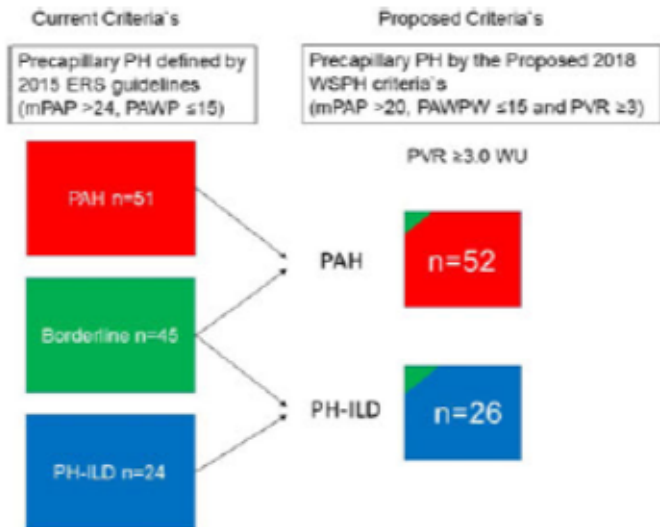 Current Criteria`s
Proposed Criteria`s
Precapillary PH defined by
2015 ERS guidelines
(mPAP >24, PAWP ≤15)
Precapillary PH by the Proposed 2018
WSPH criteria`s
(mPAP >20, PAWPW ≤15 and PVR ≥3)
PVR ≥3.0 WU
PAH n=51
PAH
n=52
Borderline n=45
PH-ILD
n=26
PH-ILD n=24